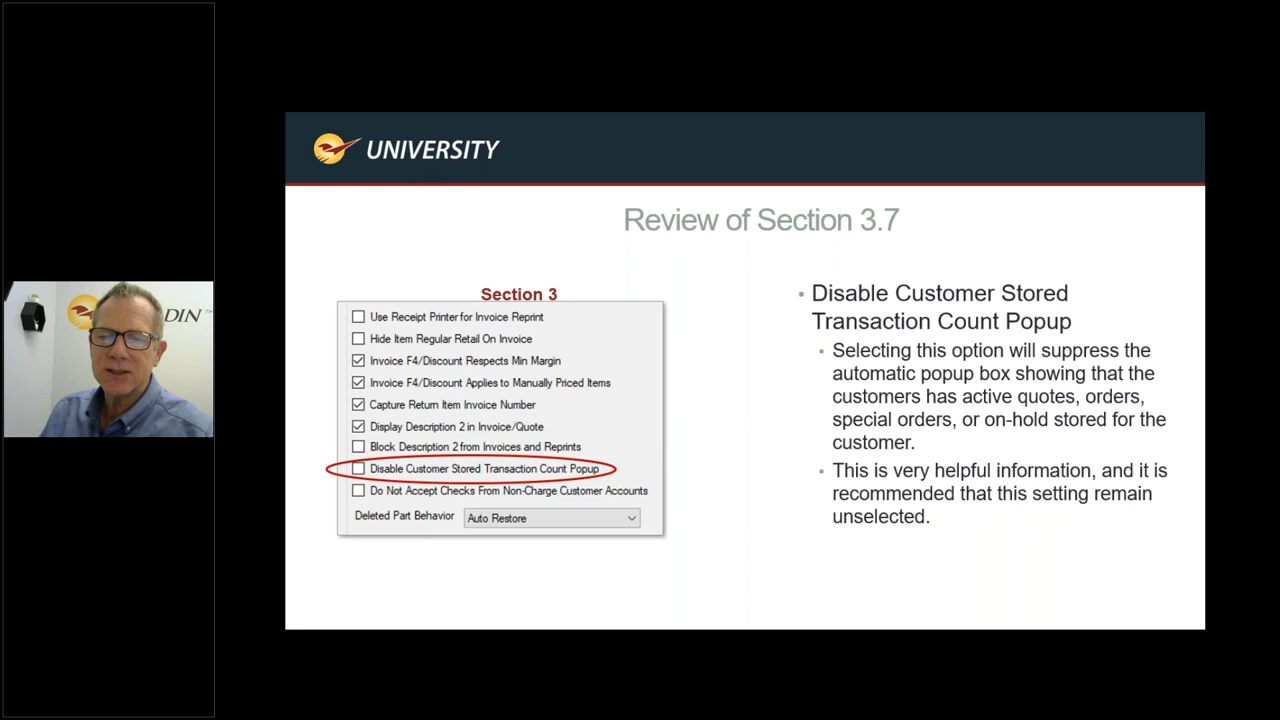 UNIVERSITY
Review of Section 3.7
DIN
Section 3
Use Receipt Printer for Invoice Reprint
Hide Item Regular Retail On Invoice
Invoice F4/Discount Respects Min Margin
Invoice F4/Discount Applies to Manually Priced Items
Capture Return Item Invoice Number
Display Description 2 in Invoice/Quote
Block Description 2 from Invoices and Reprints
Disable Customer Stored Transaction Count Popup
Do Not Accept Checks From Non-Charge Customer Accounts
Deleted Part Behavior Auto Restore
• Disable Customer Stored
Transaction Count Popup
• Selecting this option will suppress the
automatic popup box showing that the
customers has active quotes, orders,
special orders, or on-hold stored for the
customer.
• This is very helpful information, and it is
recommended that this setting remain
unselected.